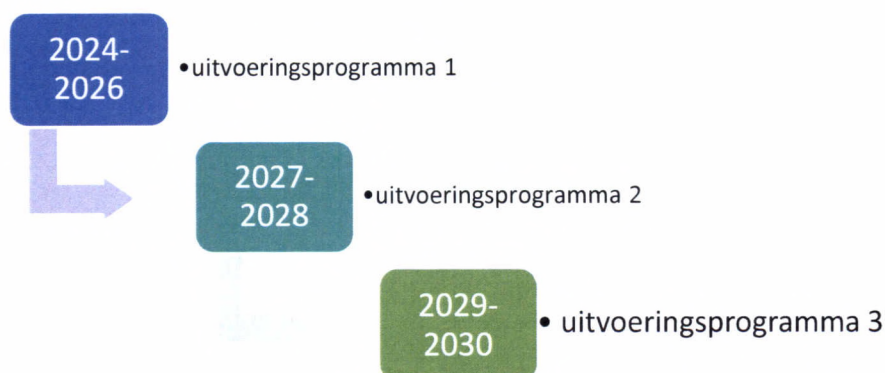 2024-
2026
•uitvoeringsprogramma 1
2027-
2028
•uitvoeringsprogramma 2
2029-
2030
• uitvoeringsprogramma 3